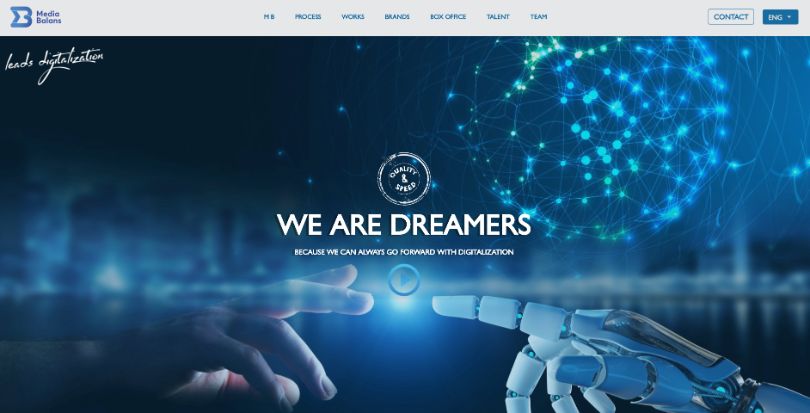 Media
Balans
M B
PROCESS
WORKS
BRANDS
BOX OFFICE
TALENT
TEAM
CONTACT
ENG
leads digitalization
QUALITY
&
SPEED
WE ARE DREAMERS
BECAUSE WE CAN ALWAYS GO FORWARD WITH DIGITALIZATION